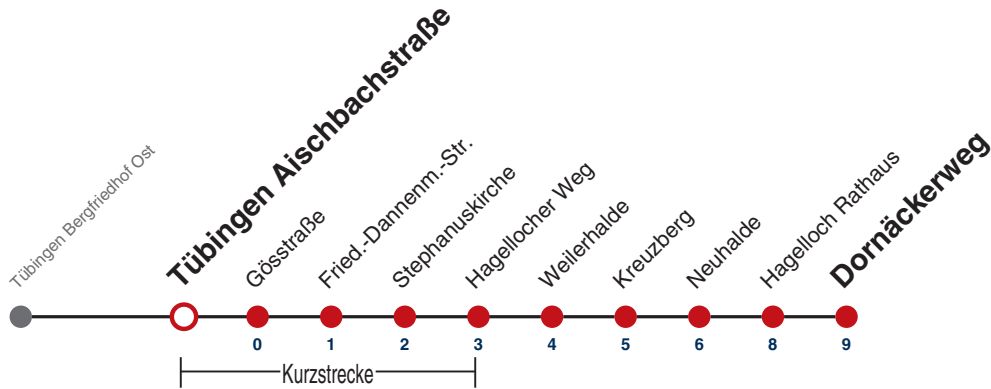 Tübingen Bergfriedhof Ost
Tübingen Aischbachstraße
Gösstraße
Fried.-Dannenm.-Str.
Stephanuskirche
Hagellocher Weg
Weilerhalde
Kreuzberg
Neuhalde
Hagelloch Rathaus
Dornäckerweg
0 1 2 3 4 5 6 8 9
Kurzstrecke